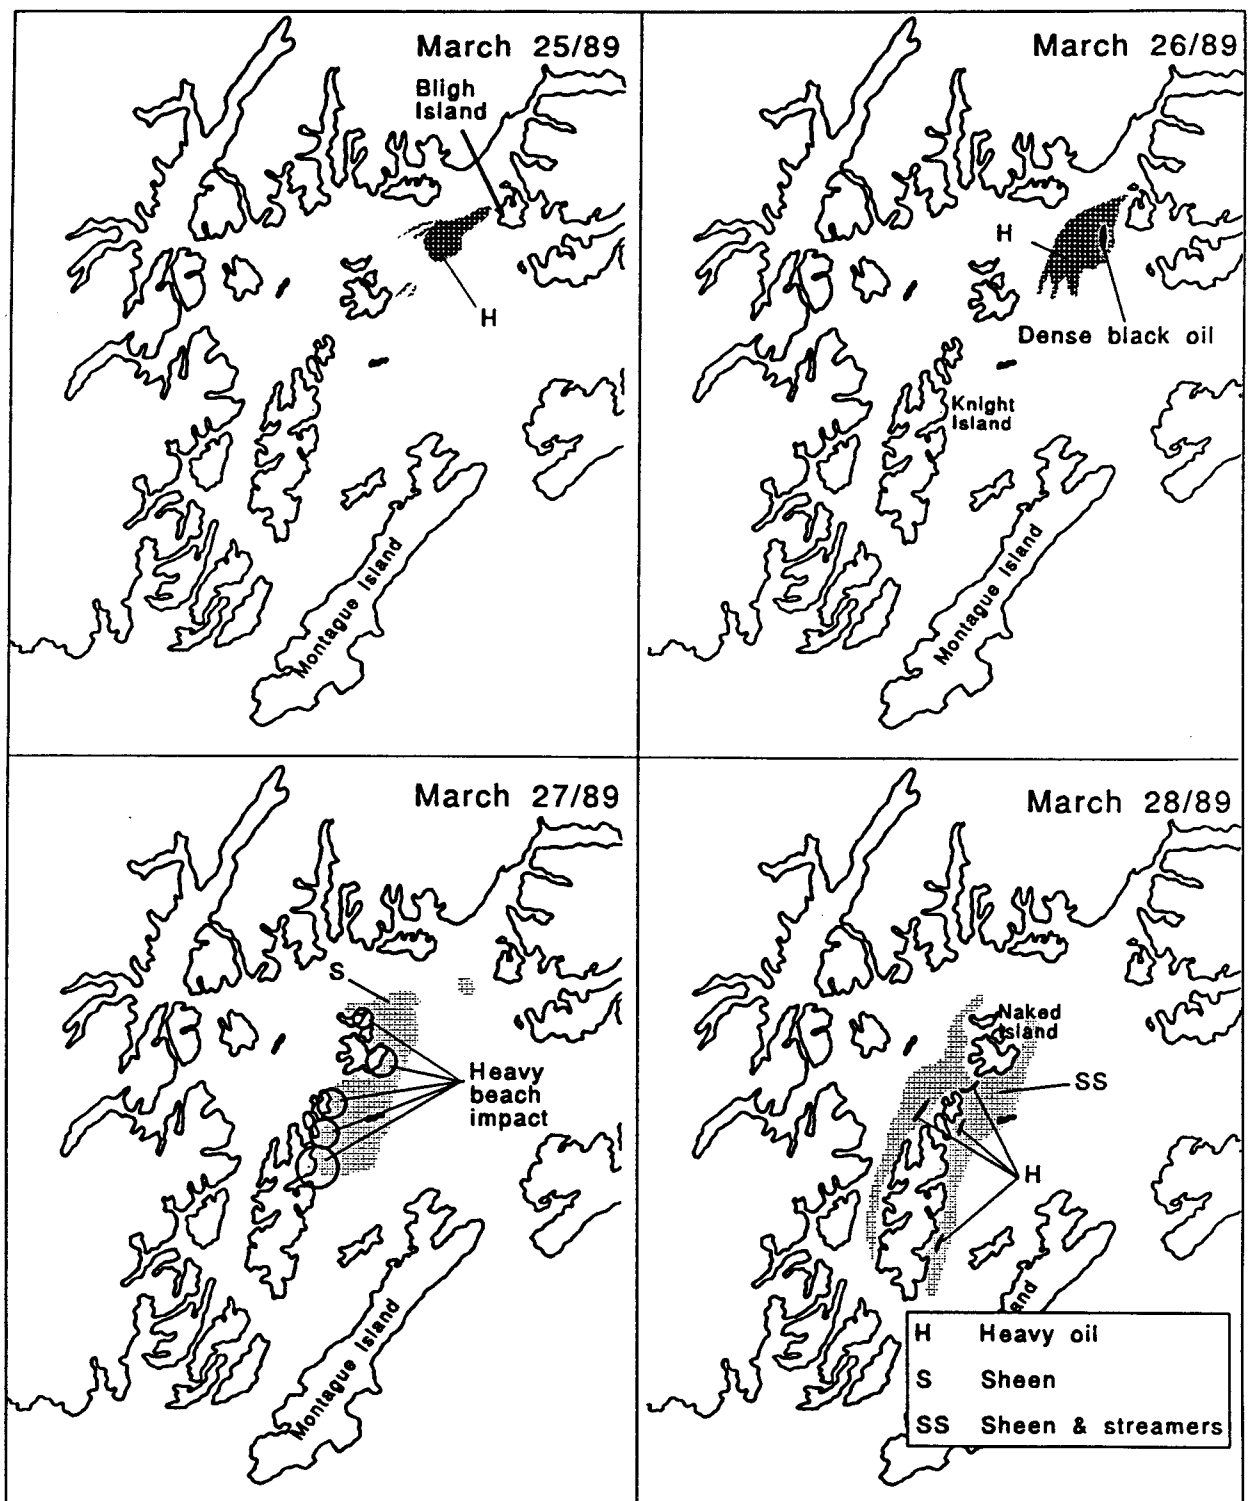 March 25/89
Bligh
Island
H
Montague Island
March 26/89
H
Dense black oil
Knight
Island
Montague Island
March 27/89
S
Heavy
beach
impact
Montague Island
March 28/89
Naked
Island
SS
H
and
H Heavy oil
S Sheen
SS Sheen & streamers